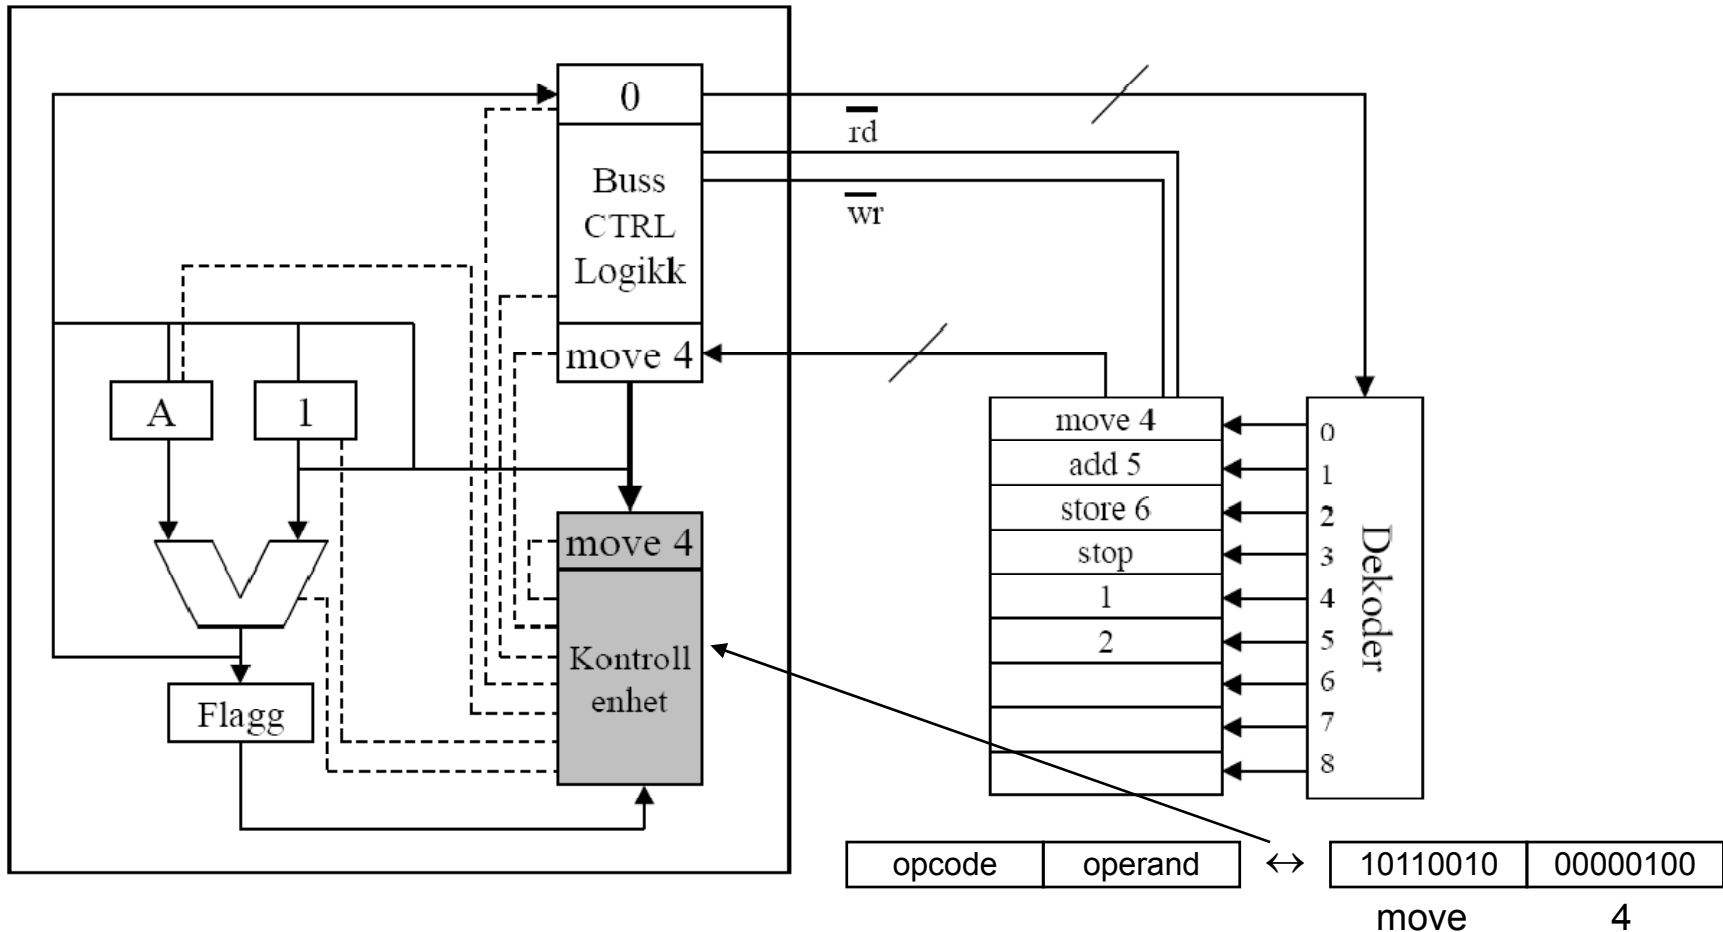 0
rd
Buss
CTRL
Logikk
wr
move 4
A
1
move 4
Kontroll
enhet
Flagg
move 4
add 5
store 6
stop
1
2
0
1
2
3
4
5
6
7
8
Dekoder
opcode operand ↔ 10110010 00000100
move 4